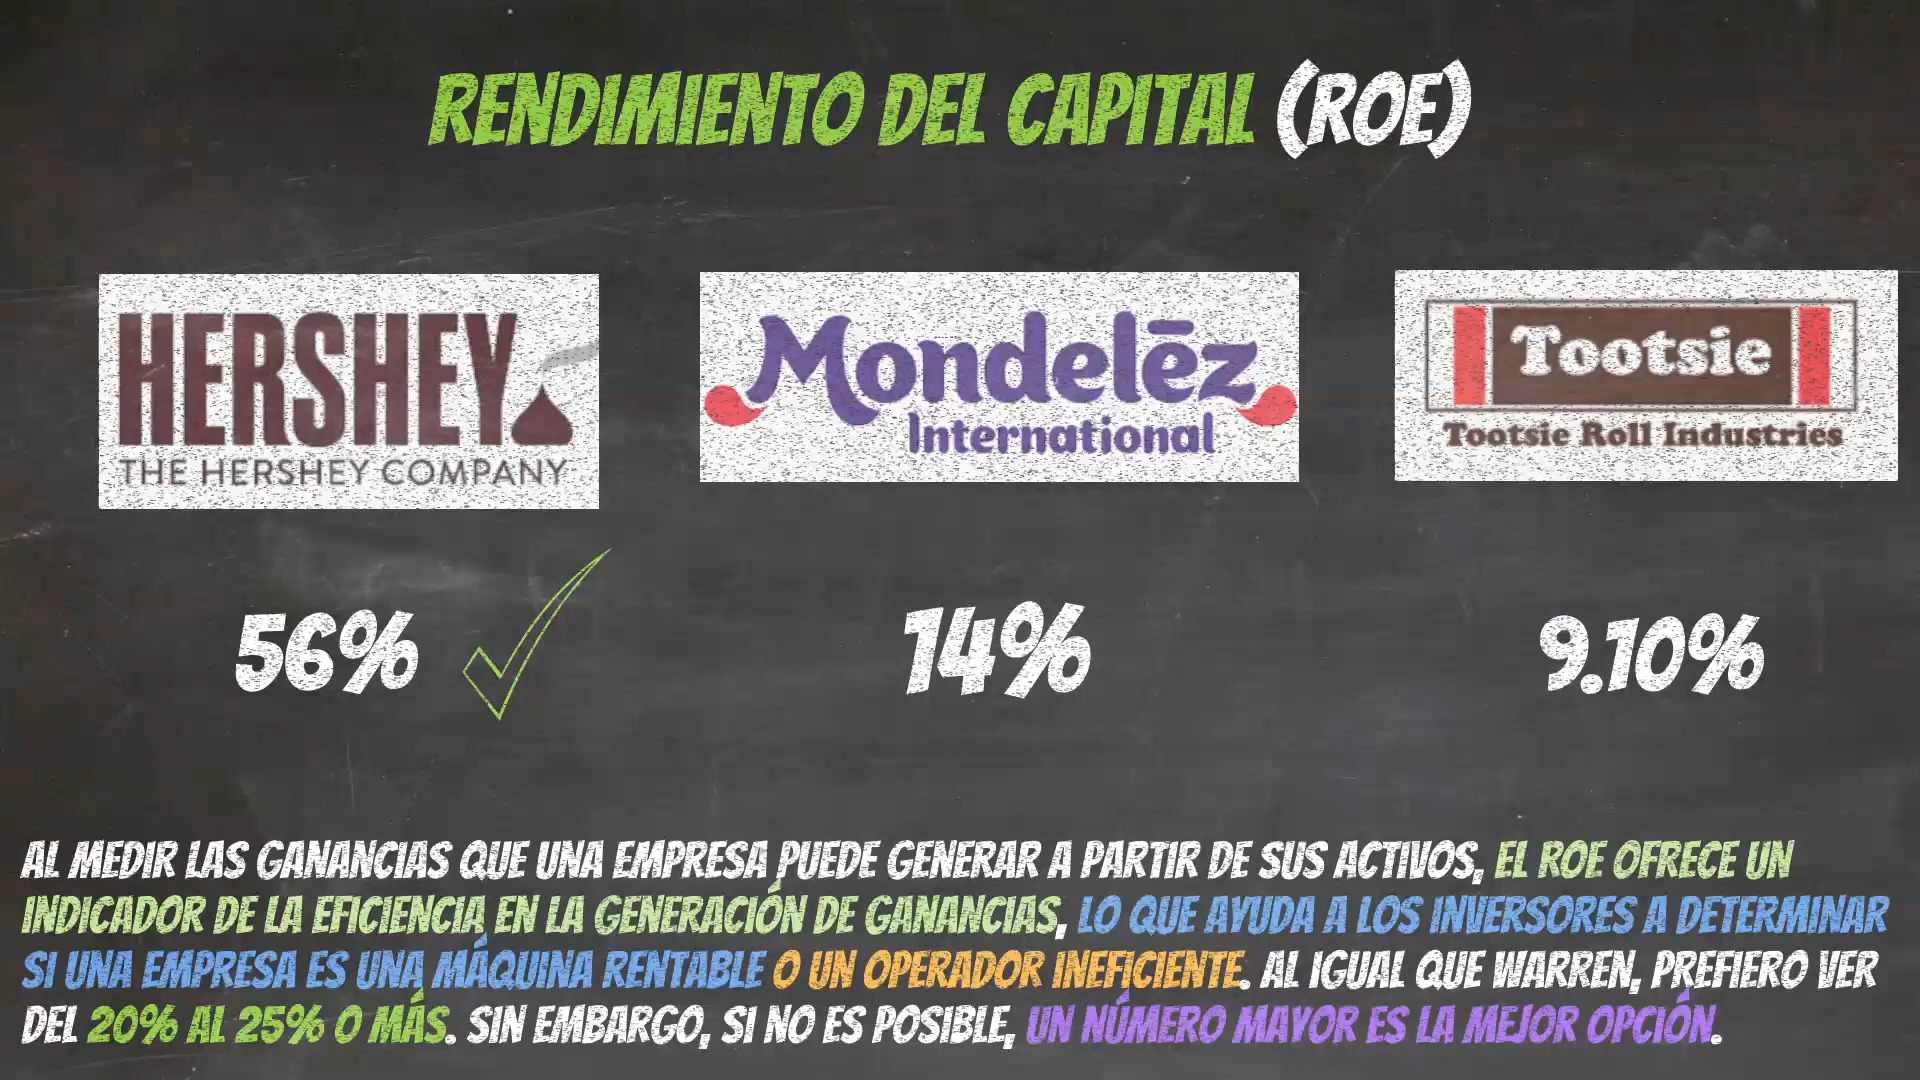 RENDIMIENTO DEL CAPITAL (ROE)
HERSHEY
THE HERSHEY COMPANY
Mondelēz
International
Tootsie
Tootsie Roll Industries
56%
14%
9.10%
AL MEDIR LAS GANANCIAS QUE UNA EMPRESA PUEDE GENERAR A PARTIR DE SUS ACTIVOS, EL ROE OFRECE UN
INDICADOR DE LA EFICIENCIA EN LA GENERACIÓN DE GANANCIAS, LO QUE AYUDA A LOS INVERSORES A DETERMINAR
SI UNA EMPRESA ES UNA MÁQUINA RENTABLE O UN OPERADOR INEFICIENTE. AL IGUAL QUE WARREN, PREFIERO VER
DEL 20% AL 25% O MÁS. SIN EMBARGO, SI NO ES POSIBLE, UN NÚMERO MAYOR ES LA MEJOR OPCIÓN.